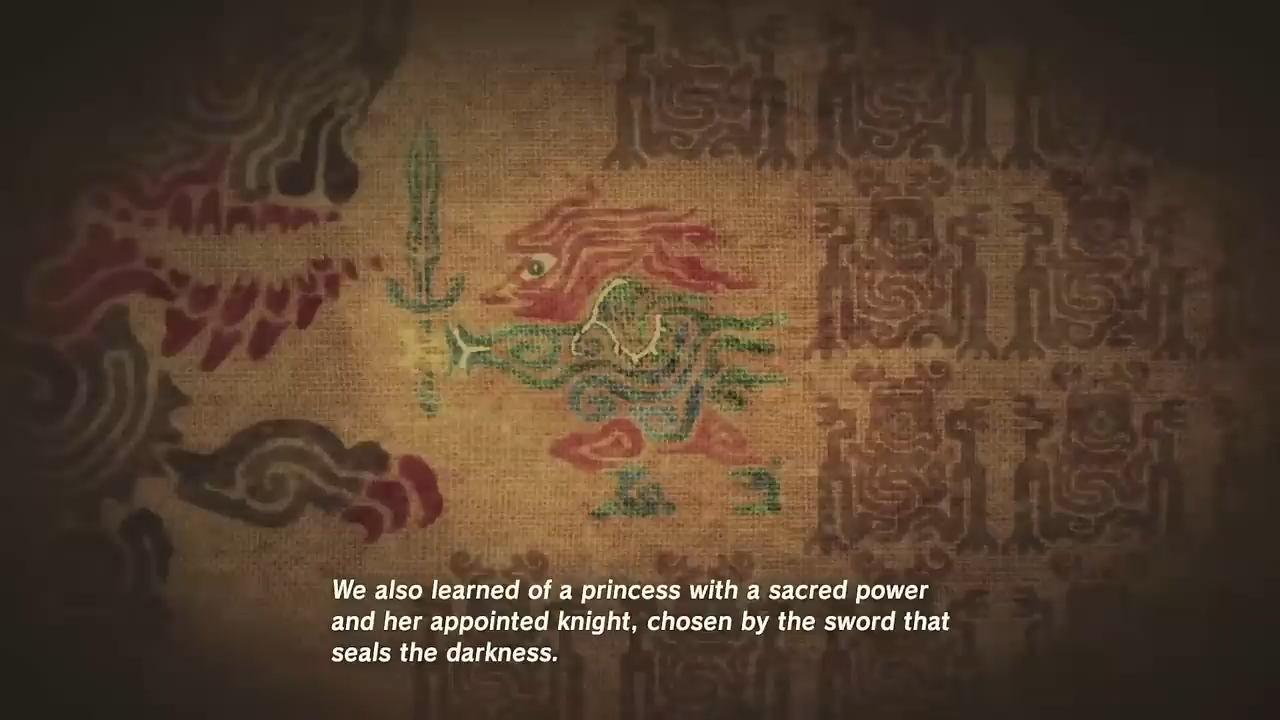 We also learned of a princess with a sacred power
and her appointed knight, chosen by the sword that
seals the darkness.